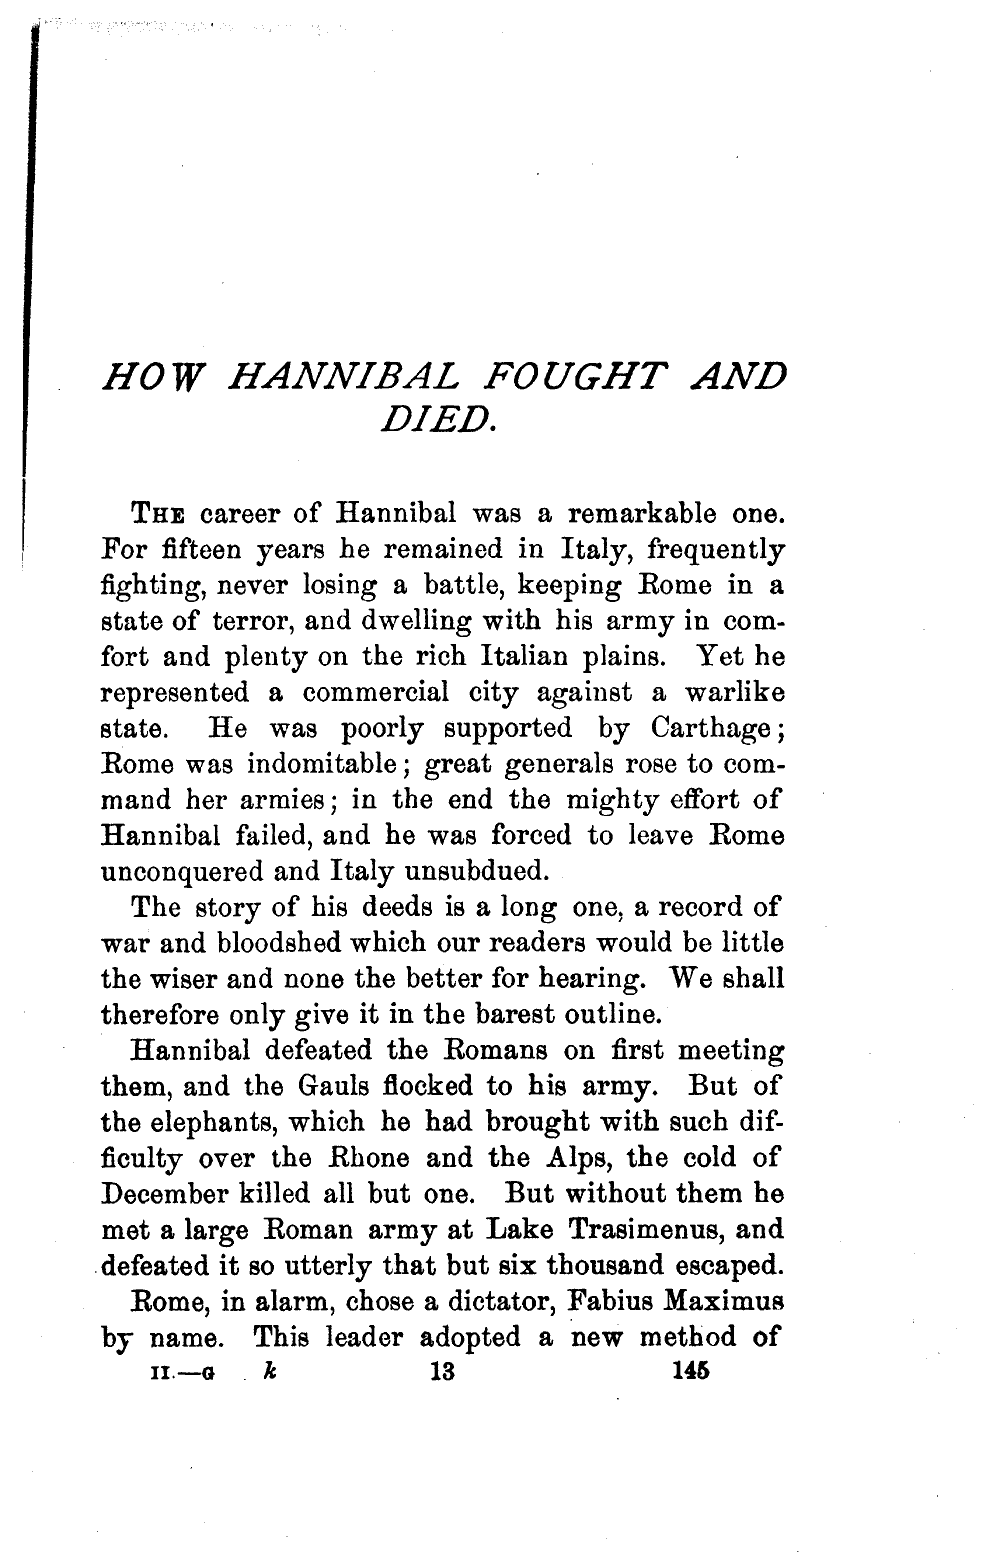 HOW HANNIBAL FOUGHT AND
DIED.
THE career of Hannibal was a remarkable one.
For fifteen years he remained in Italy, frequently
fighting, never losing a battle, keeping Rome in a
state of terror, and dwelling with his army in com-
fort and plenty on the rich Italian plains. Yet he
represented a commercial city against a warlike
state. He was poorly supported by Carthage;
Rome was indomitable; great generals rose to com-
mand her armies; in the end the mighty effort of
Hannibal failed, and he was forced to leave Rome
unconquered and Italy unsubdued.
The story of his deeds is a long one, a record of
war and bloodshed which our readers would be little
the wiser and none the better for hearing. We shall
therefore only give it in the barest outline.
Hannibal defeated the Romans on first meeting
them, and the Gauls flocked to his army. But of
the elephants, which he had brought with such dif-
ficulty over the Rhone and the Alps, the cold of
December killed all but one. But without them he
met a large Roman army at Lake Trasimenus, and
defeated it so utterly that but six thousand escaped.
Rome, in alarm, chose a dictator, Fabius Maximus
by name. This leader adopted a new method of
II.—G k 13 145